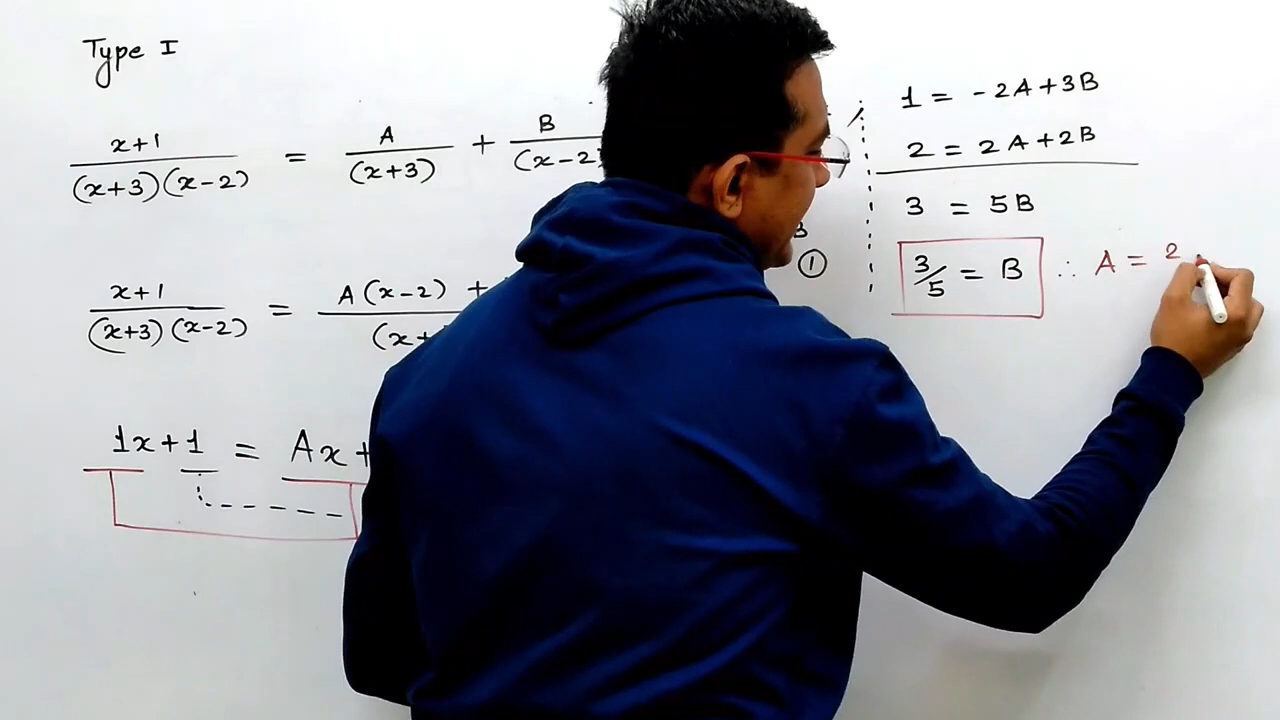 Type I
x+1 / (x+3)(x-2) = A / (x+3) + B / (x-2)
x+1 / (x+3)(x-2) = A(x-2) + / (x+
1x+1 = Ax+
①
1 = -2A+3B
2 = 2A+2B
3 = 5B
3/5 = B ∴ A = 2